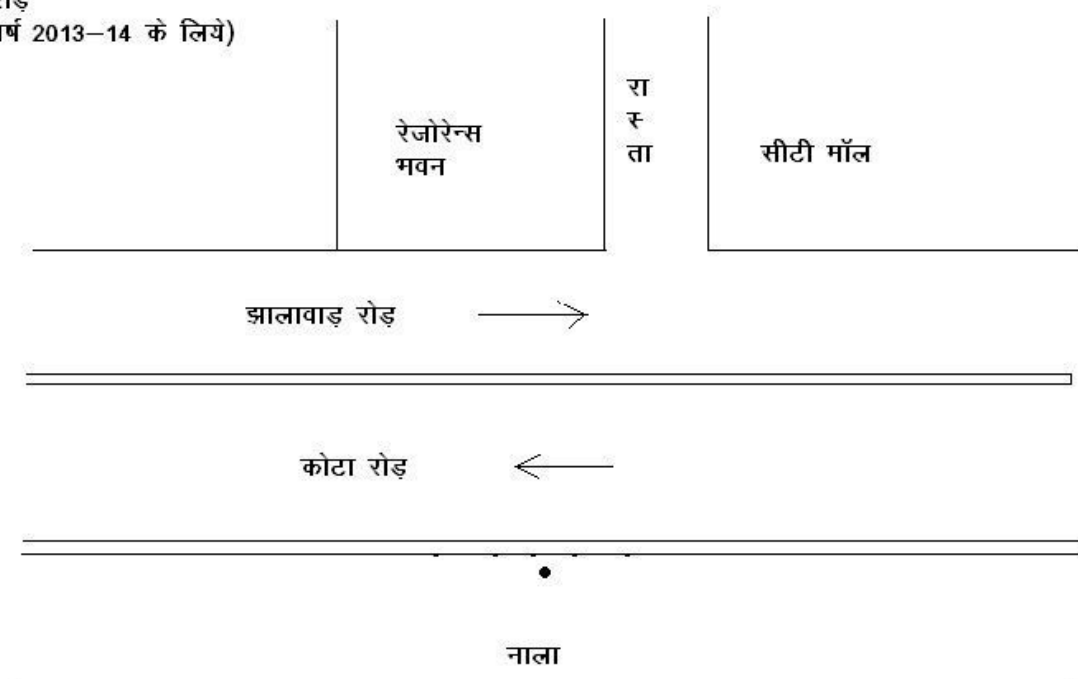 2013–14 के लिये)
रेजोरेन्स
भवन
रा
स्
ता
सीटी मॉल
झालावाड़ रोड़
कोटा रोड़
नाला